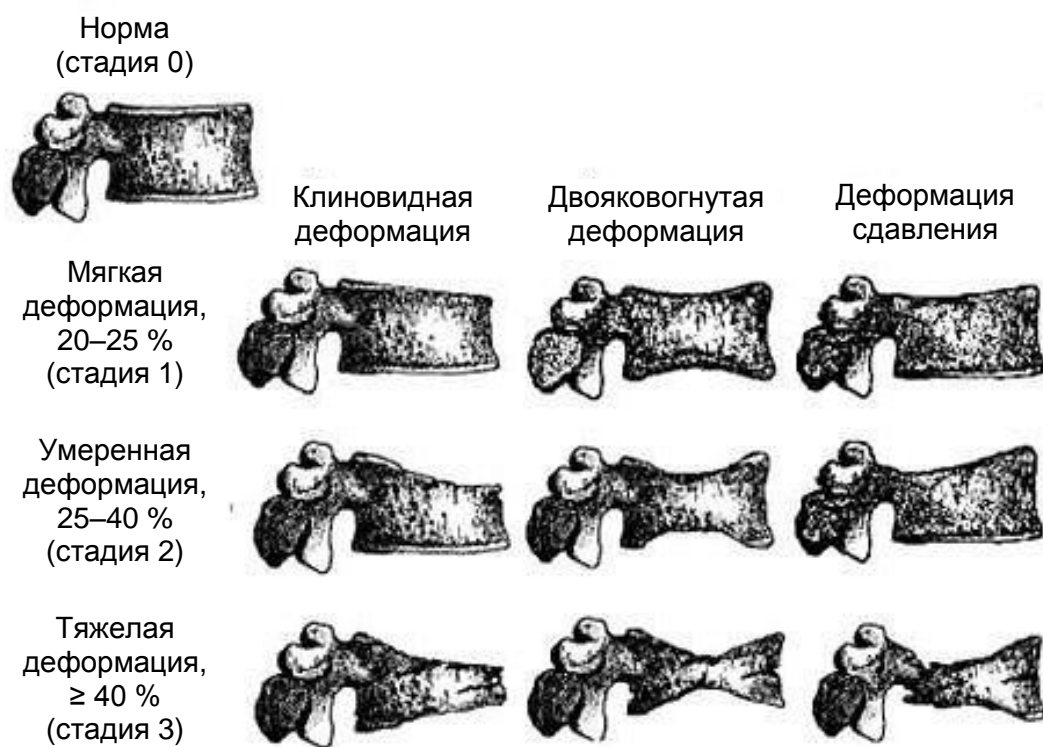 Норма
(стадия 0)
Клиновидная
деформация
Двояковогнутая
деформация
Деформация
сдавления
Мягкая
деформация,
20–25 %
(стадия 1)
Умеренная
деформация,
25–40 %
(стадия 2)
Тяжелая
деформация,
≥ 40 %
(стадия 3)